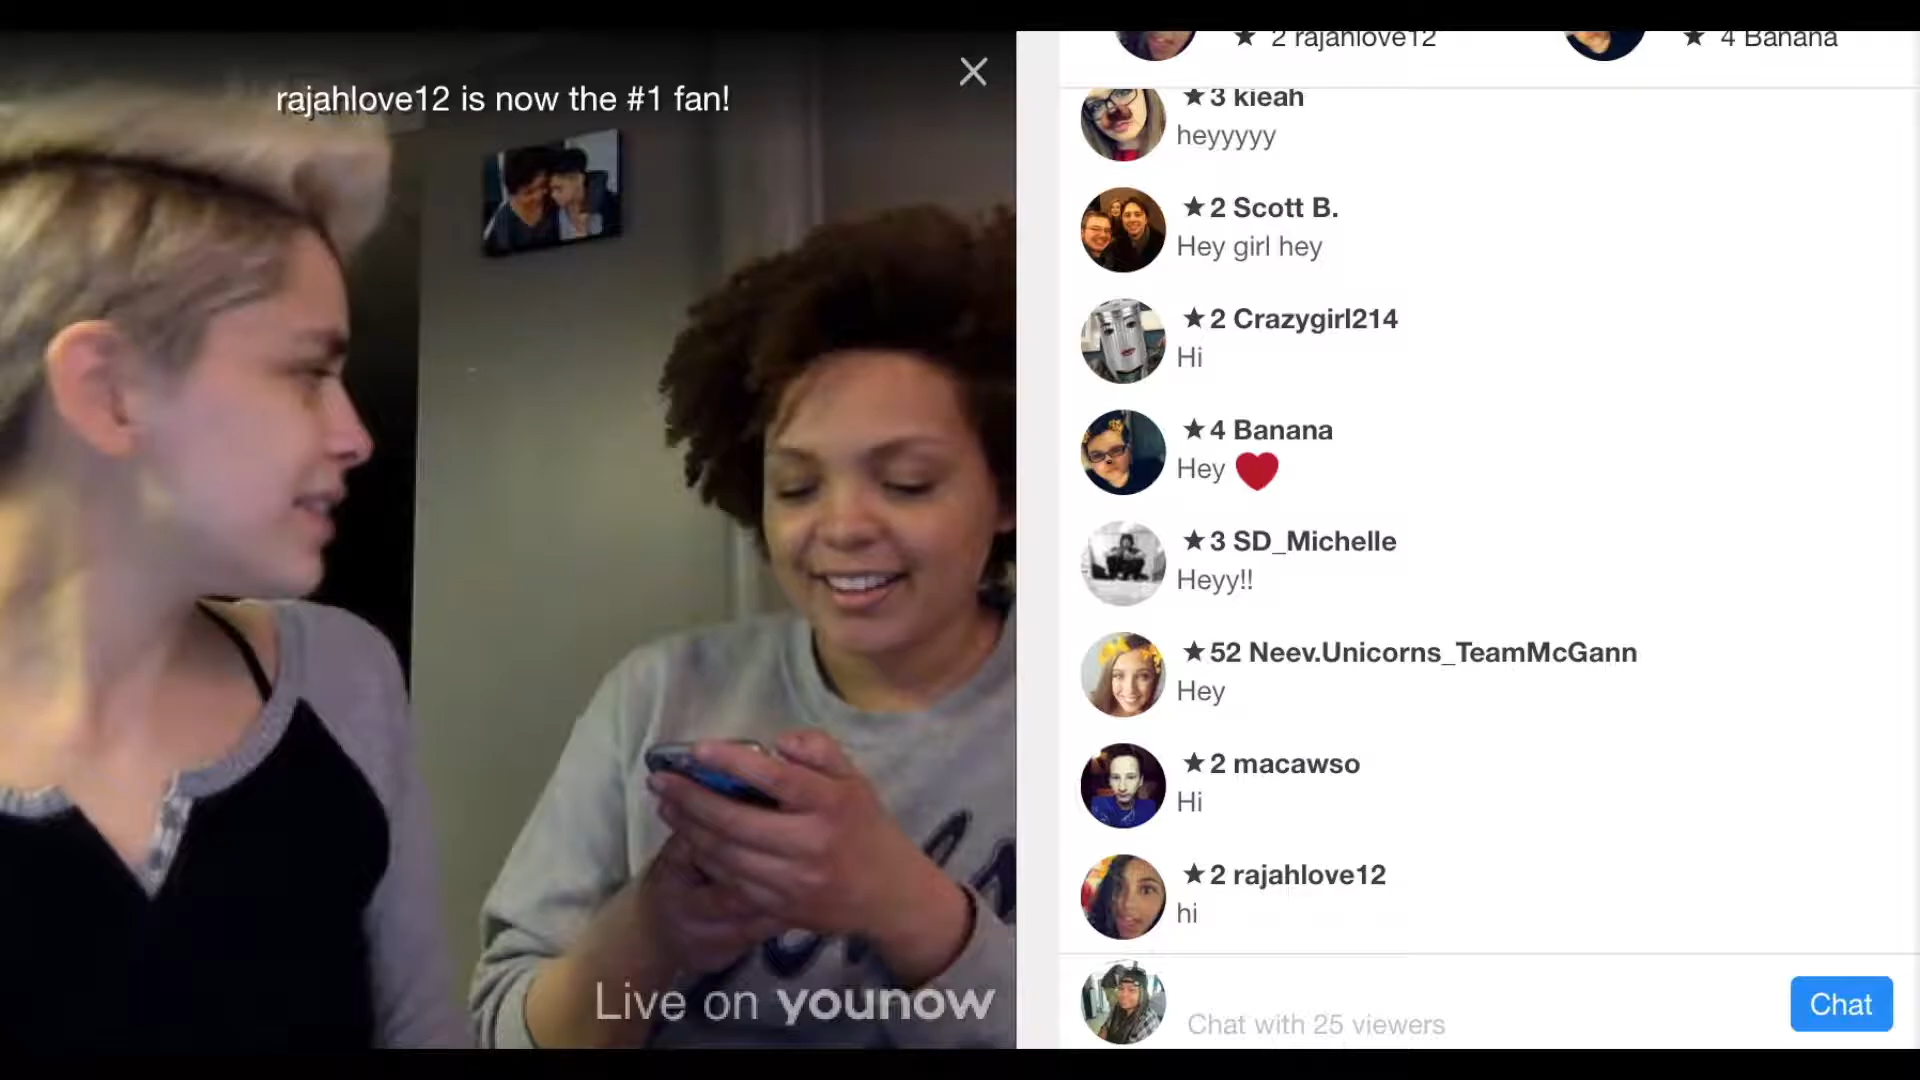 rajahlove12 is now the #1 fan!
★ 2 rajahlove12
★ 4 Banana
★3 kieah
heyyyyy
★2 Scott B.
Hey girl hey
★2 Crazygirl214
Hi
★4 Banana
Hey ❤
★3 SD_Michelle
Heyy!!
★52 Neev.Unicorns_TeamMcGann
Hey
★2 macawso
Hi
★2 rajahlove12
hi
Live on younow
Chat with 25 viewers
Chat